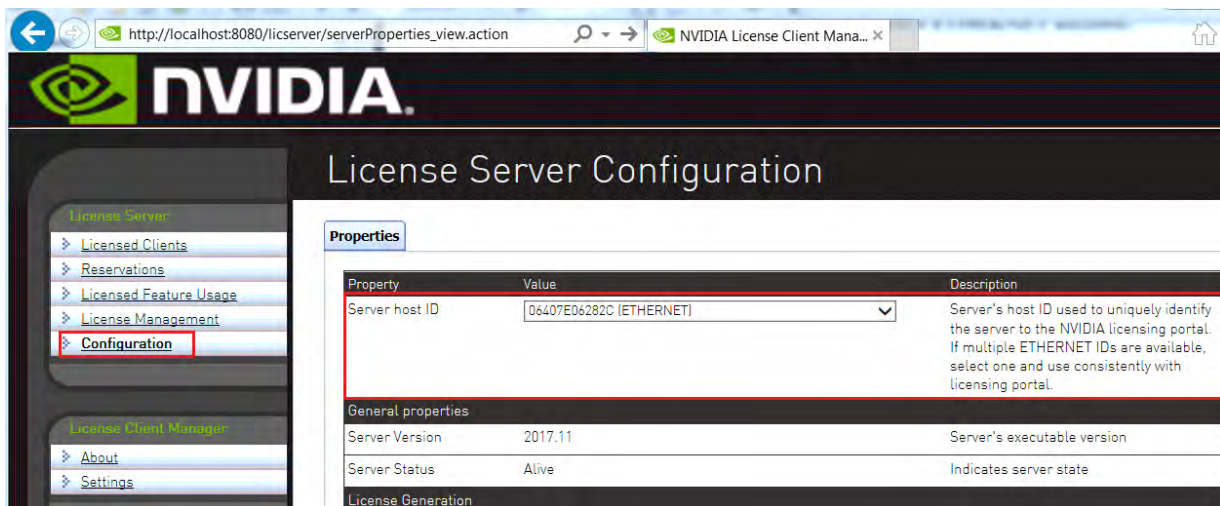 http://localhost:8080/licserver/serverProperties_view.action
NVIDIA License Client Mana...
NVIDIA.
License Server Configuration
License Server
Licensed Clients
Reservations
Licensed Feature Usage
License Management
Configuration
License Client Manager
About
Settings
Properties
Property Value Description
Server host ID 06407E06282C (ETHERNET) Server's host ID used to uniquely identify
the server to the NVIDIA licensing portal.
If multiple ETHERNET IDs are available,
select one and use consistently with
licensing portal.
General properties
Server Version 2017.11 Server's executable version
Server Status Alive Indicates server state
License Generation